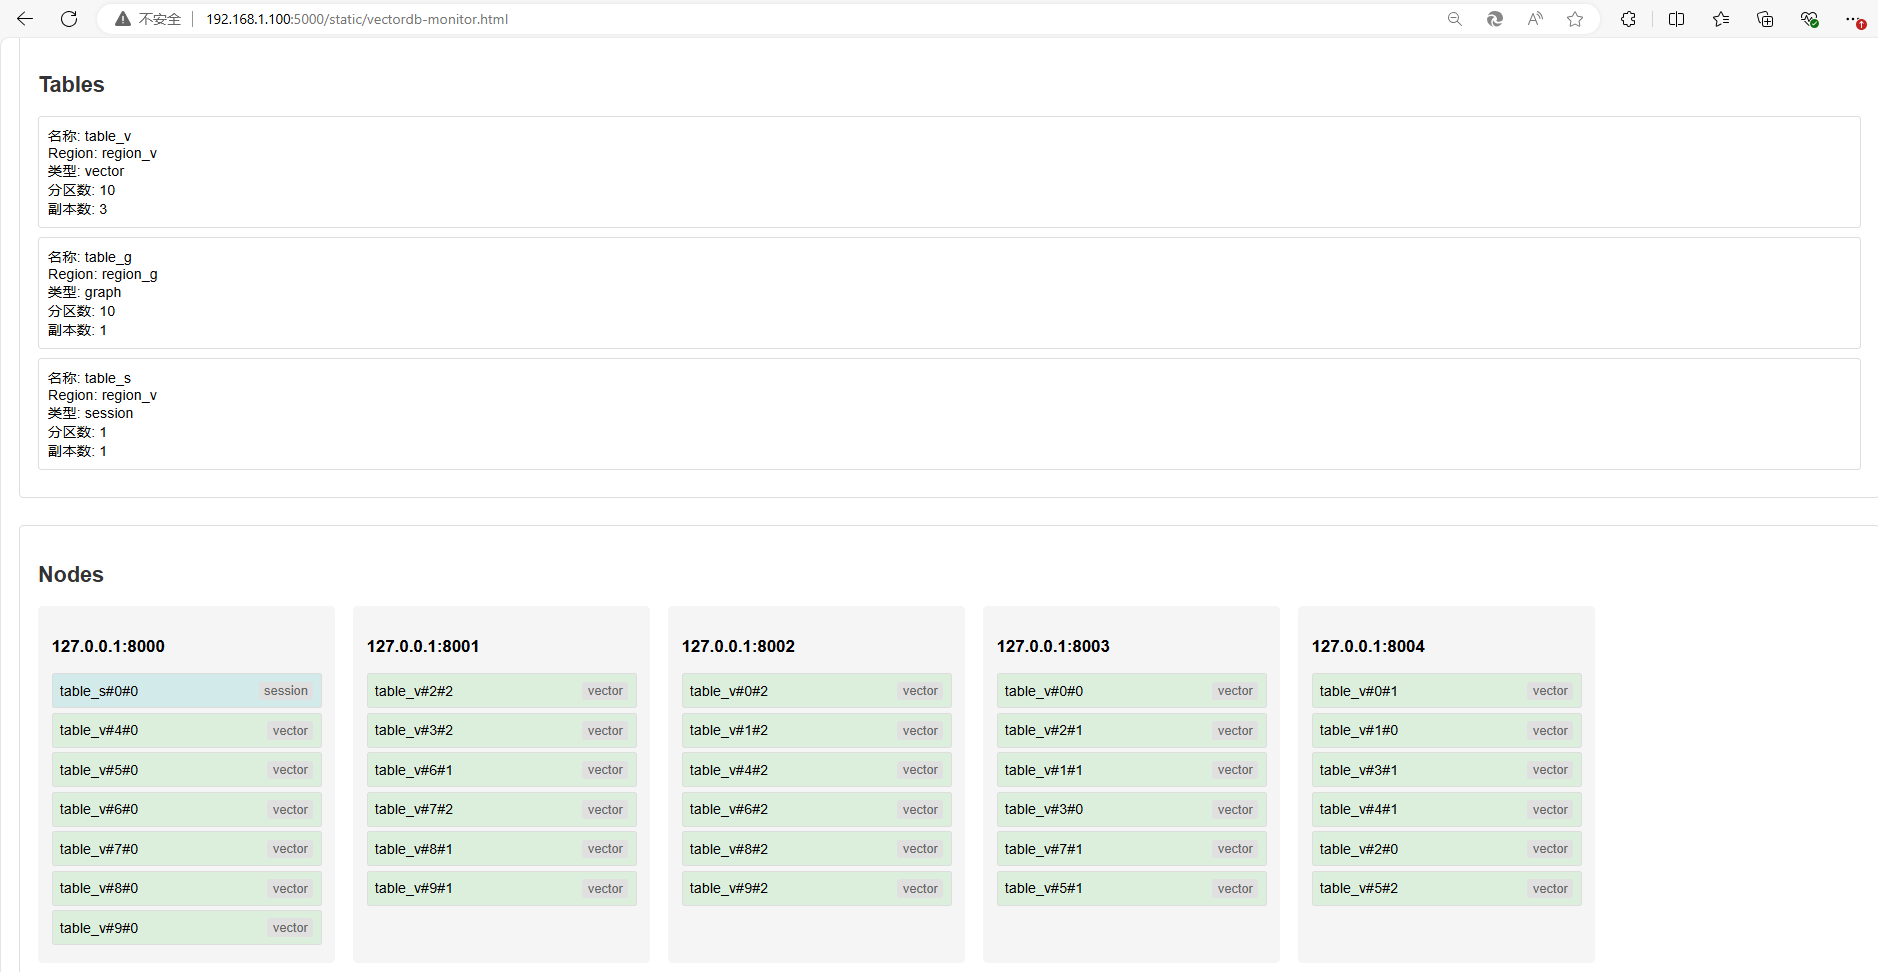 不安全
192.168.1.100:5000/static/vectordb-monitor.html
Tables
名称: table_v
Region: region_v
类型: vector
分区数: 10
副本数: 3
名称: table_g
Region: region_g
类型: graph
分区数: 10
副本数: 1
名称: table_s
Region: region_v
类型: session
分区数: 1
副本数: 1
Nodes
127.0.0.1:8000
table_s#0#0 session
table_v#4#0 vector
table_v#5#0 vector
table_v#6#0 vector
table_v#7#0 vector
table_v#8#0 vector
table_v#9#0 vector
127.0.0.1:8001
table_v#2#2 vector
table_v#3#2 vector
table_v#6#1 vector
table_v#7#2 vector
table_v#8#1 vector
table_v#9#1 vector
127.0.0.1:8002
table_v#0#2 vector
table_v#1#2 vector
table_v#4#2 vector
table_v#6#2 vector
table_v#8#2 vector
table_v#9#2 vector
127.0.0.1:8003
table_v#0#0 vector
table_v#2#1 vector
table_v#1#1 vector
table_v#3#0 vector
table_v#7#1 vector
table_v#5#1 vector
127.0.0.1:8004
table_v#0#1 vector
table_v#1#0 vector
table_v#3#1 vector
table_v#4#1 vector
table_v#2#0 vector
table_v#5#2 vector